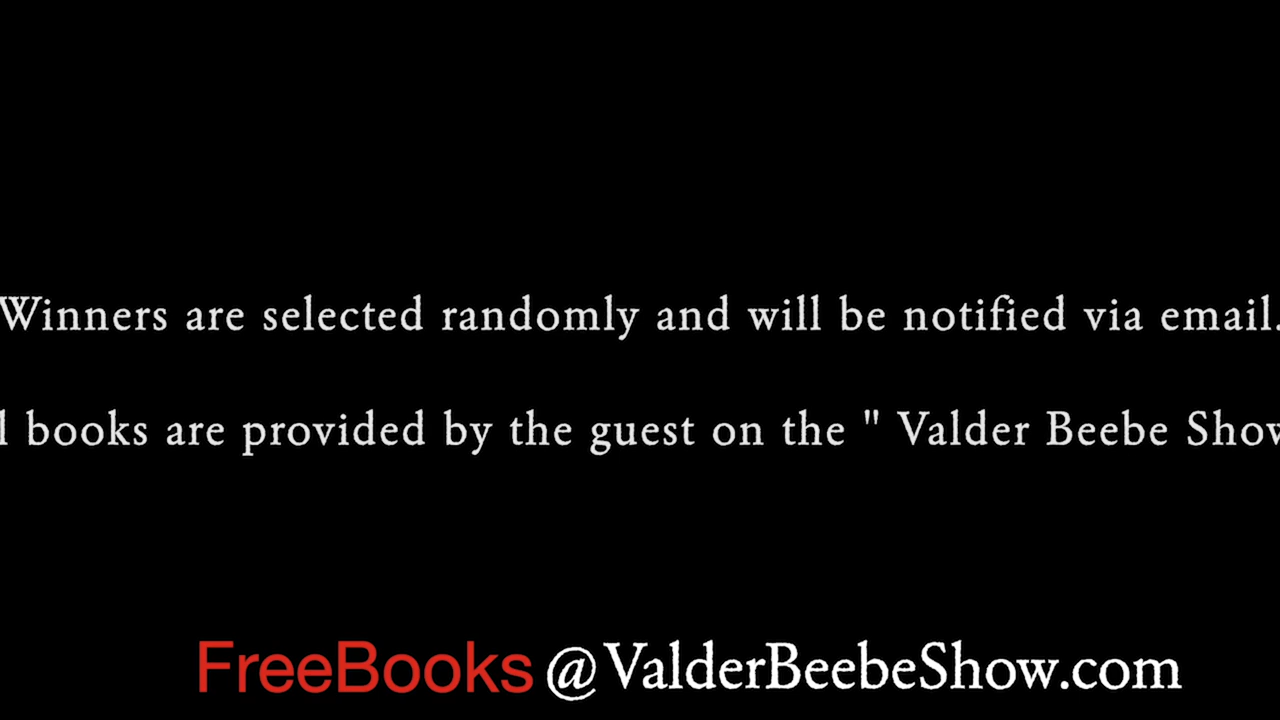 Winners are selected randomly and will be notified via email.
l books are provided by the guest on the " Valder Beebe Show
FreeBooks @ValderBeebeShow.com